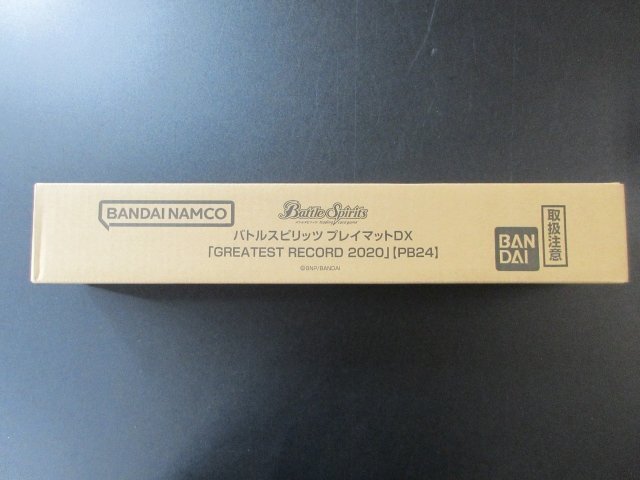 BANDAI NAMCO
Battle Spirits
バトルスピリッツ プレイマットDX
「GREATEST RECORD 2020」【PB24】
©BNP/BANDAI
BAN
DAI
取扱注意